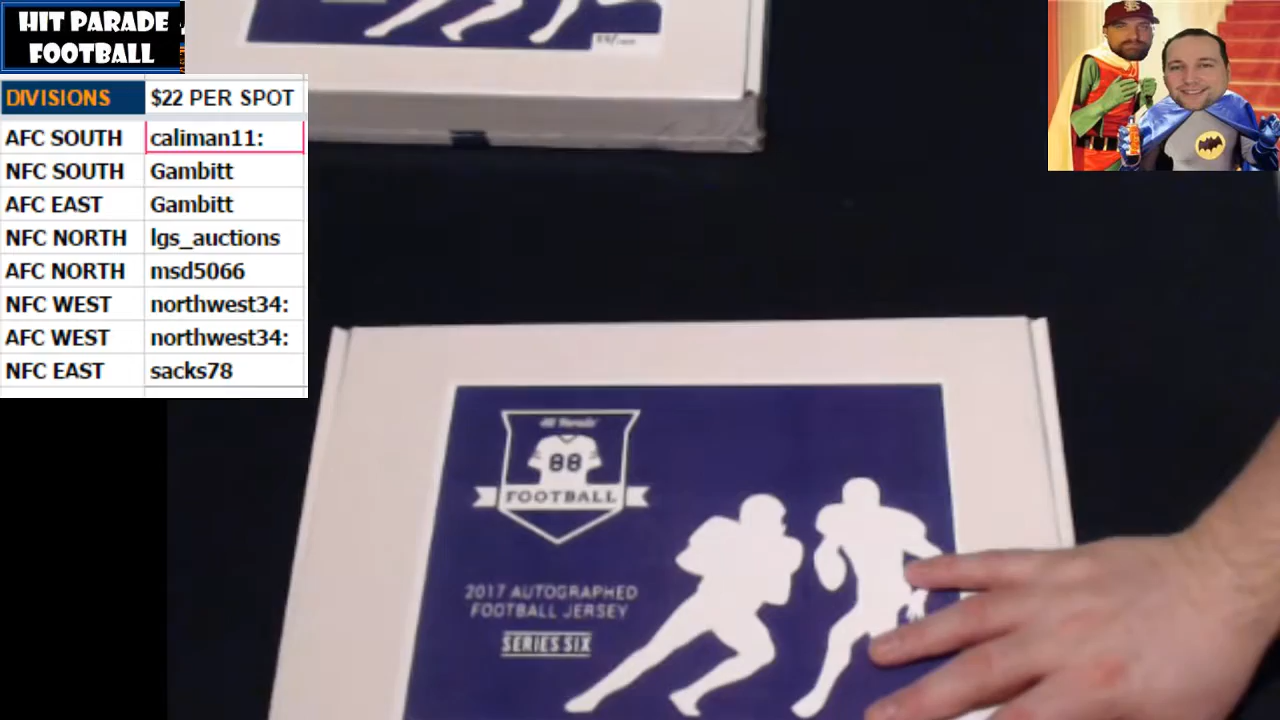 HIT PARADE
FOOTBALL
DIVISIONS $22 PER SPOT
AFC SOUTH caliman11:
NFC SOUTH Gambitt
AFC EAST Gambitt
NFC NORTH lgs_auctions
AFC NORTH msd5066
NFC WEST northwest34:
AFC WEST northwest34:
NFC EAST sacks78
Hit Parade
88
FOOTBALL
2017 AUTOGRAPHED
FOOTBALL JERSEY
SERIES SIX